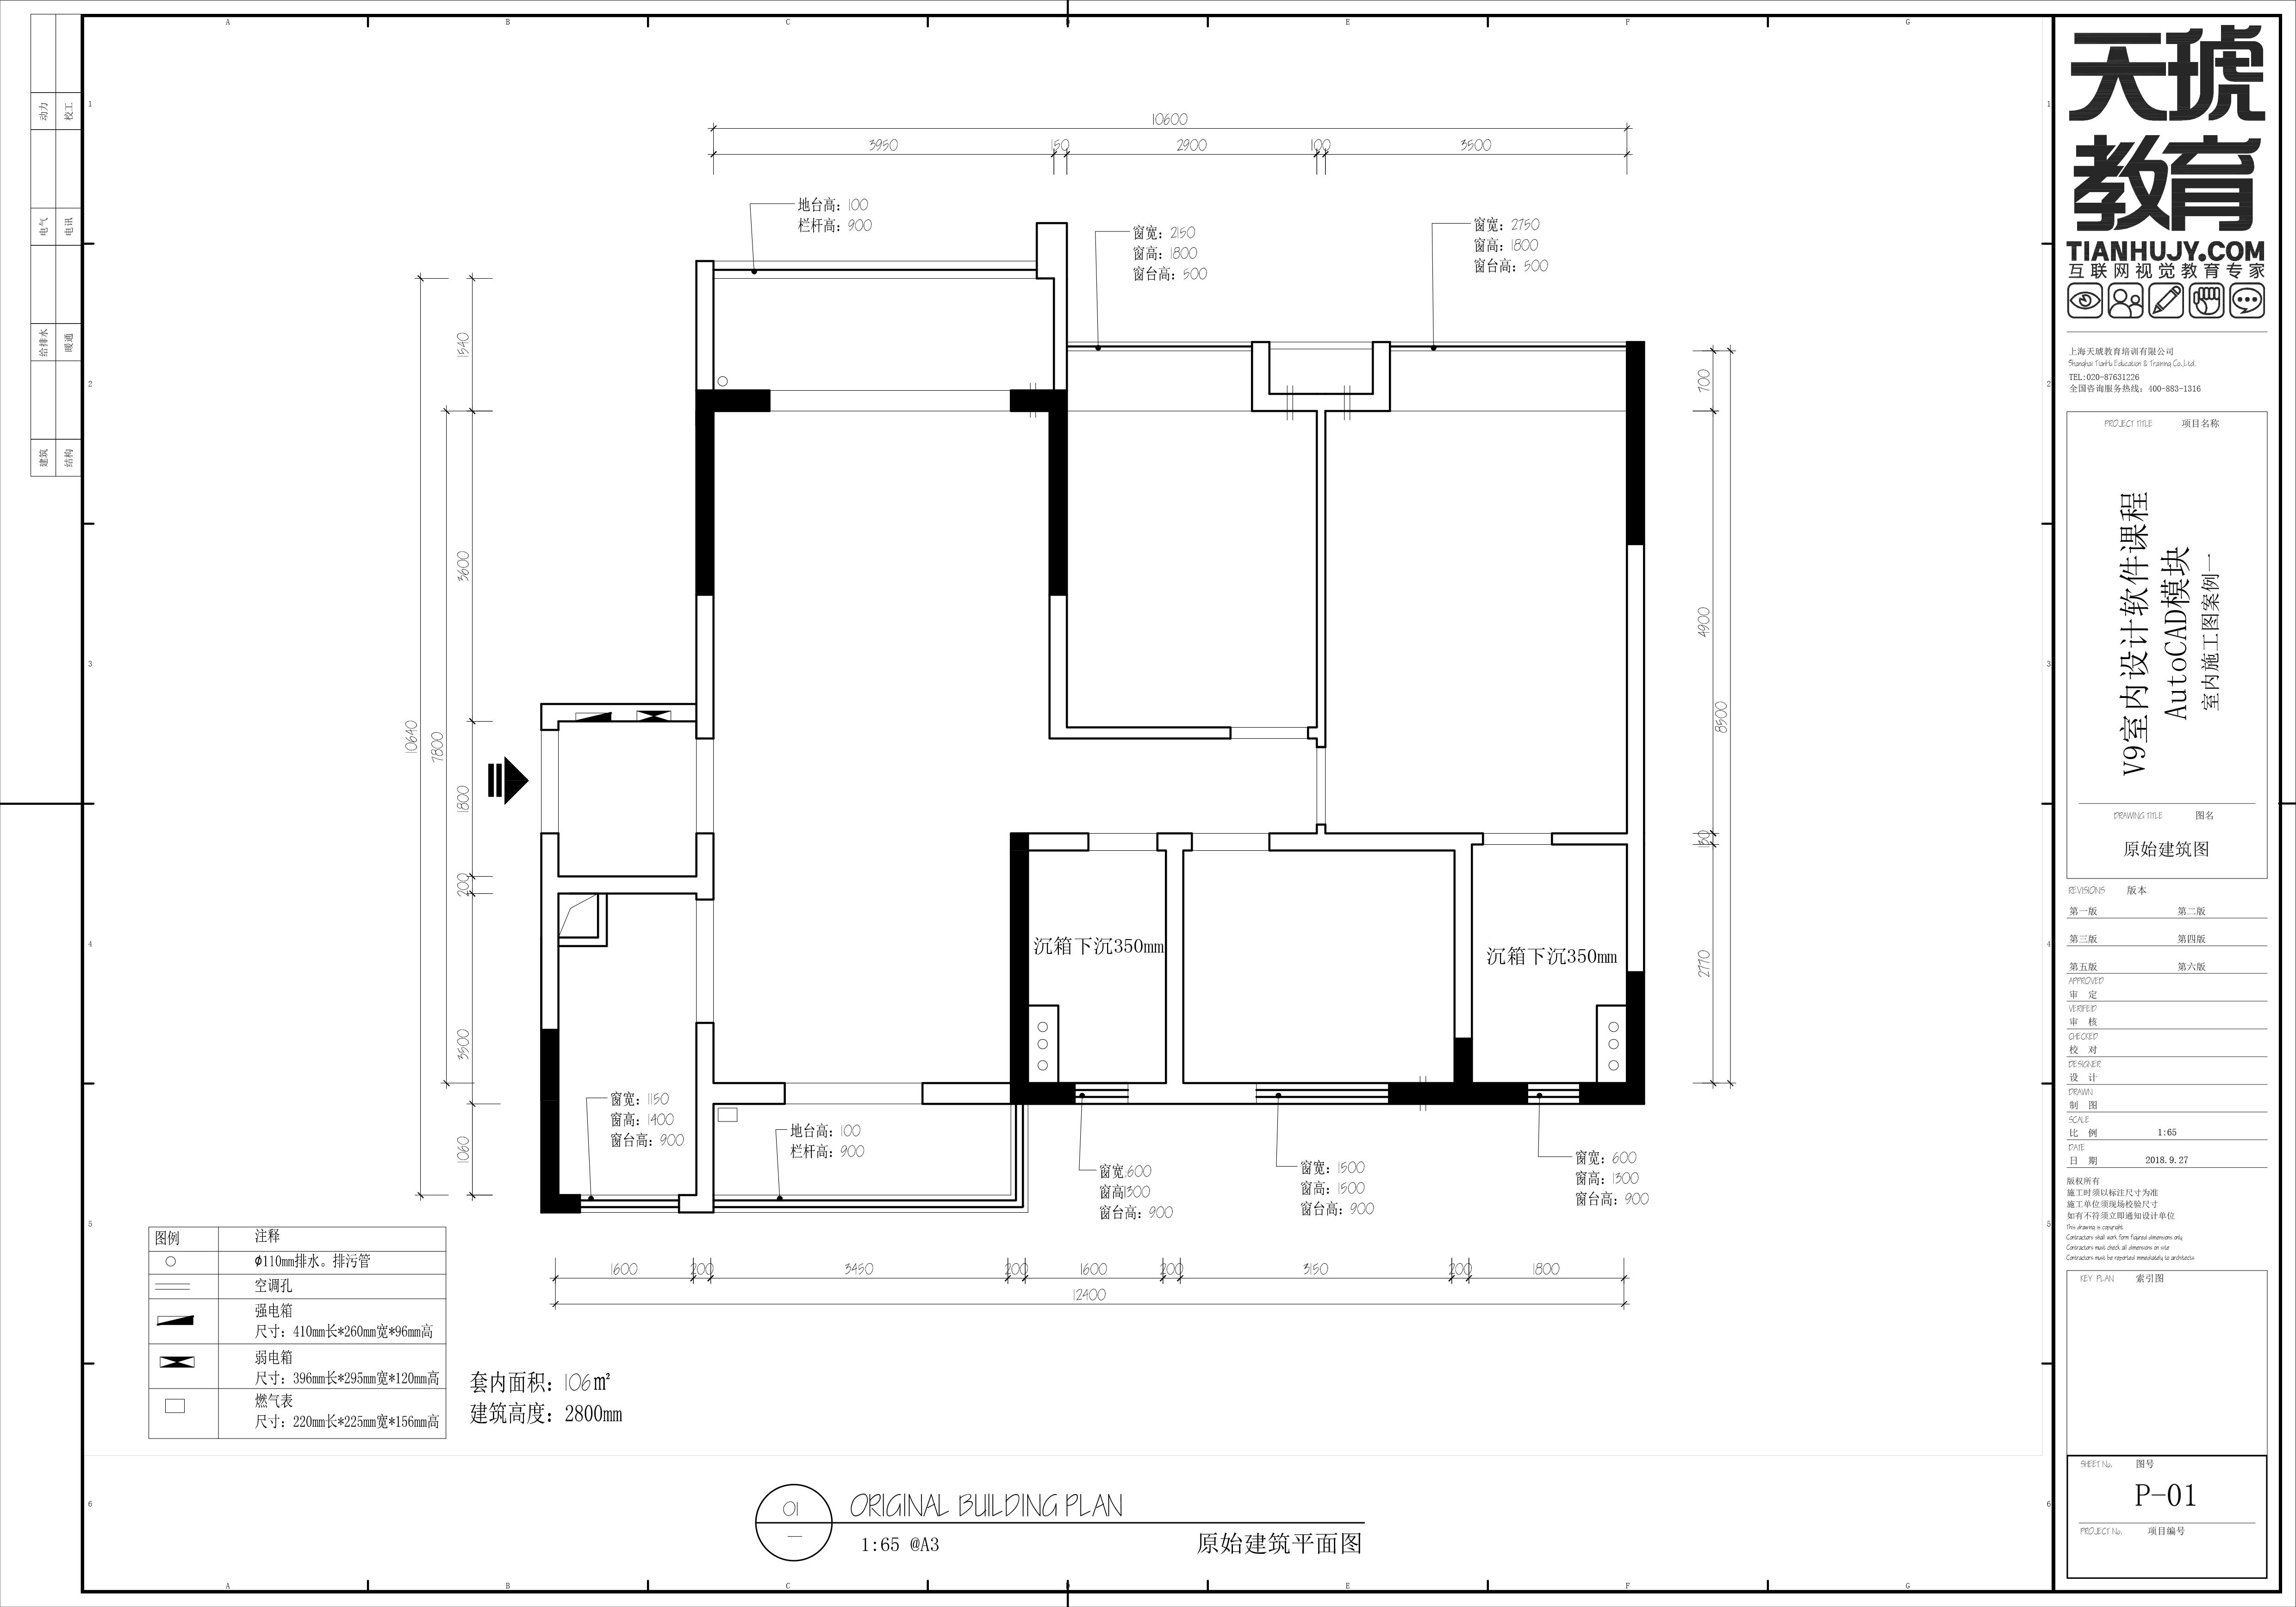 A B C D E F G
1
2
3
4
5
6
动力 校工
电气 电讯
给排水 暖通
建筑 结构
10600
3950 150 2900 100 3500
地台高：100
栏杆高：900
窗宽：2150
窗高：1800
窗台高：500
窗宽：2750
窗高：1800
窗台高：500
10640
7800
1540
3600
1800
200
3500
1060
700
4900
130
2770
8500
沉箱下沉350mm
沉箱下沉350mm
窗宽：1150
窗高：1400
窗台高：900
地台高：100
栏杆高：900
窗宽:600
窗高1300
窗台高：900
窗宽：1500
窗高：1500
窗台高：900
窗宽：600
窗高：1300
窗台高：900
1600 200 3450 200 1600 200 3150 200 1800
12400
图例 注释
ϕ110mm排水。排污管
空调孔
强电箱
尺寸：410mm长*260mm宽*96mm高
弱电箱
尺寸：396mm长*295mm宽*120mm高
燃气表
尺寸：220mm长*225mm宽*156mm高
套内面积：106㎡
建筑高度：2800mm
01
—
ORIGINAL BUILDING PLAN
1:65 @A3
原始建筑平面图
A B C D E F G
天琥
教育
TIANHUJY.COM
互联网视觉教育专家
上海天琥教育培训有限公司
Shanghai TianHu Education & Training Co.,Ltd.
TEL:020-87631226
全国咨询服务热线：400-883-1316
PROJECT TITLE 项目名称
V9室内设计软件课程
AutoCAD模块
室内施工图案例一
DRAWING TITLE 图名
原始建筑图
REVISIONS 版本
第一版 第二版
第三版 第四版
第五版 第六版
APPROVED
审 定
VERIFEID
审 核
CHECKED
校 对
DESIGNER
设 计
DRAWN
制 图
SCALE
比 例 1:65
DATE
日 期 2018.9.27
版权所有
施工时须以标注尺寸为准
施工单位须现场校验尺寸
如有不符须立即通知设计单位
This drawing is copyright
Contractors shall work form figured dimensions only
Contractors must check all dimensions on site
Contractors must be reported immediately to architects
KEY PLAN 索引图
SHEET No. 图号
P-01
PROJECT No. 项目编号